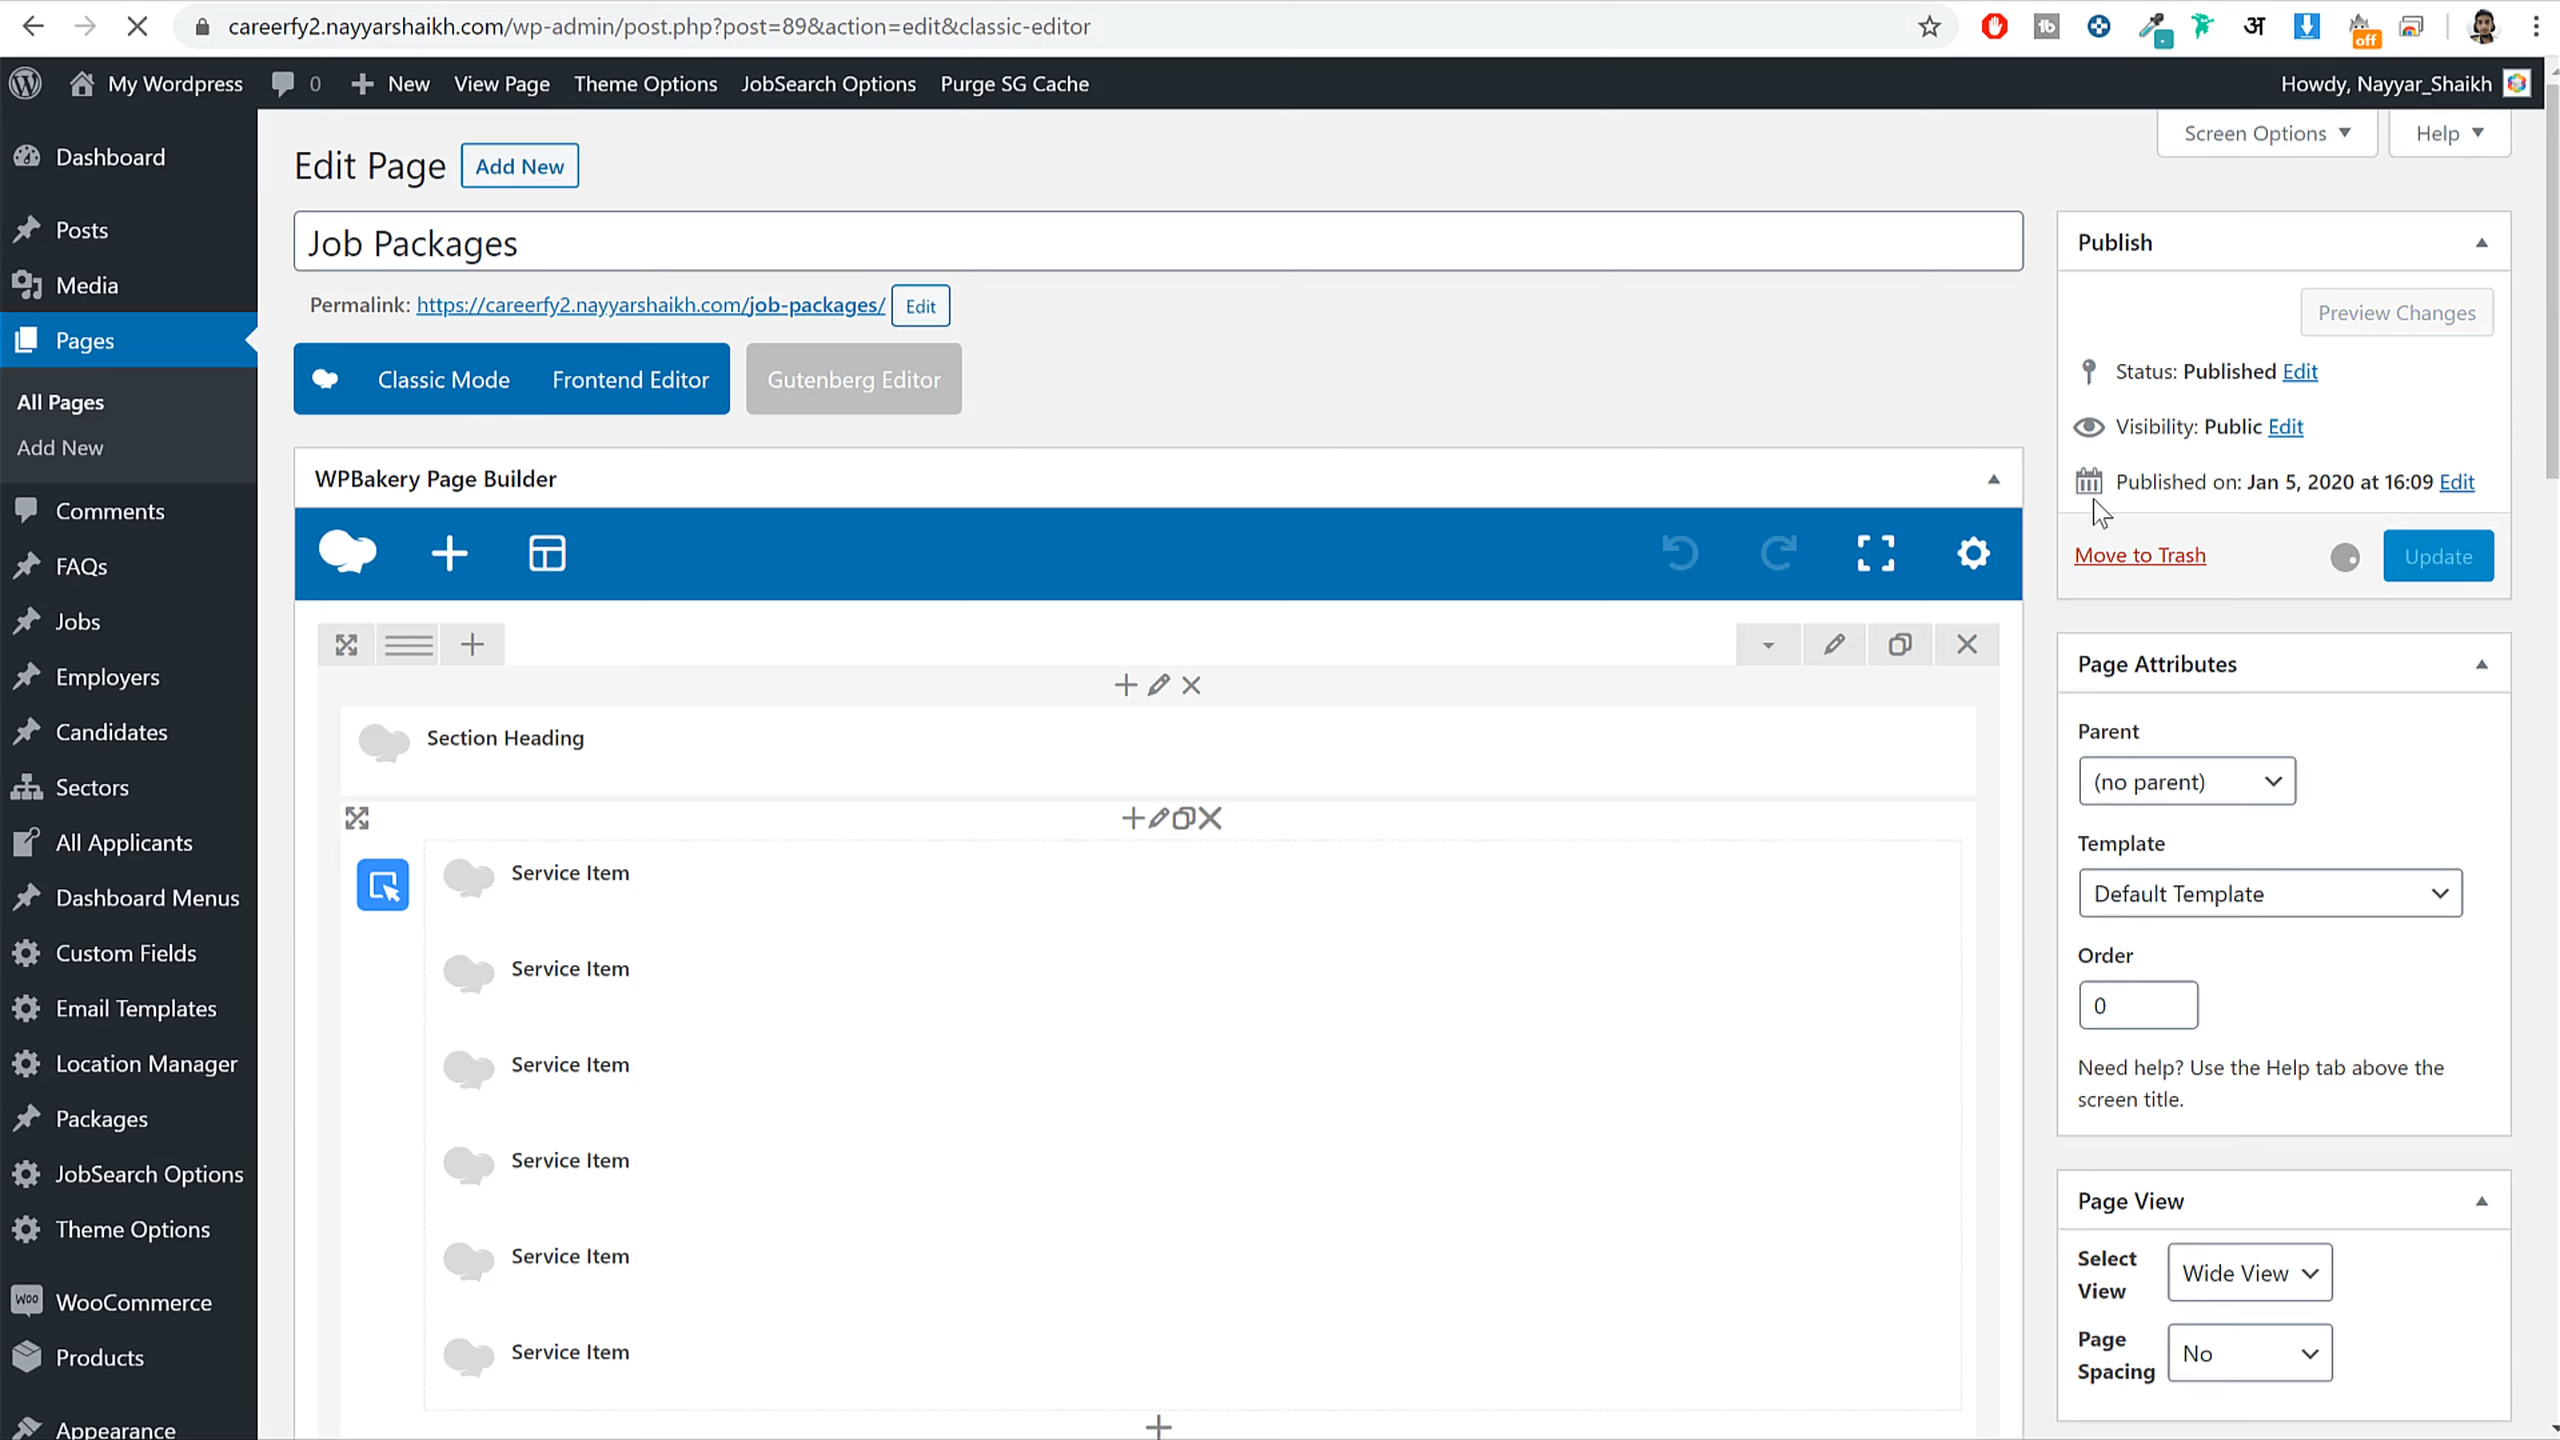 careerfy2.nayyarshaikh.com/wp-admin/post.php?post=89&action=edit&classic-editor
tb
अ
off
My Wordpress
0
New
View Page
Theme Options
JobSearch Options
Purge SG Cache
Howdy, Nayyar_Shaikh
Dashboard
Posts
Media
Pages
All Pages
Add New
Comments
FAQs
Jobs
Employers
Candidates
Sectors
All Applicants
Dashboard Menus
Custom Fields
Email Templates
Location Manager
Packages
JobSearch Options
Theme Options
Woo
WooCommerce
Products
Appearance
Screen Options
Help
Edit Page
Add New
Job Packages
Permalink: https://careerfy2.nayyarshaikh.com/job-packages/ Edit
Classic Mode
Frontend Editor
Gutenberg Editor
WPBakery Page Builder
Section Heading
Service Item
Service Item
Service Item
Service Item
Service Item
Service Item
Publish
Preview Changes
Status: Published Edit
Visibility: Public Edit
Published on: Jan 5, 2020 at 16:09 Edit
Move to Trash
Update
Page Attributes
Parent
(no parent)
Template
Default Template
Order
0
Need help? Use the Help tab above the
screen title.
Page View
Select
View
Wide View
Page
Spacing
No